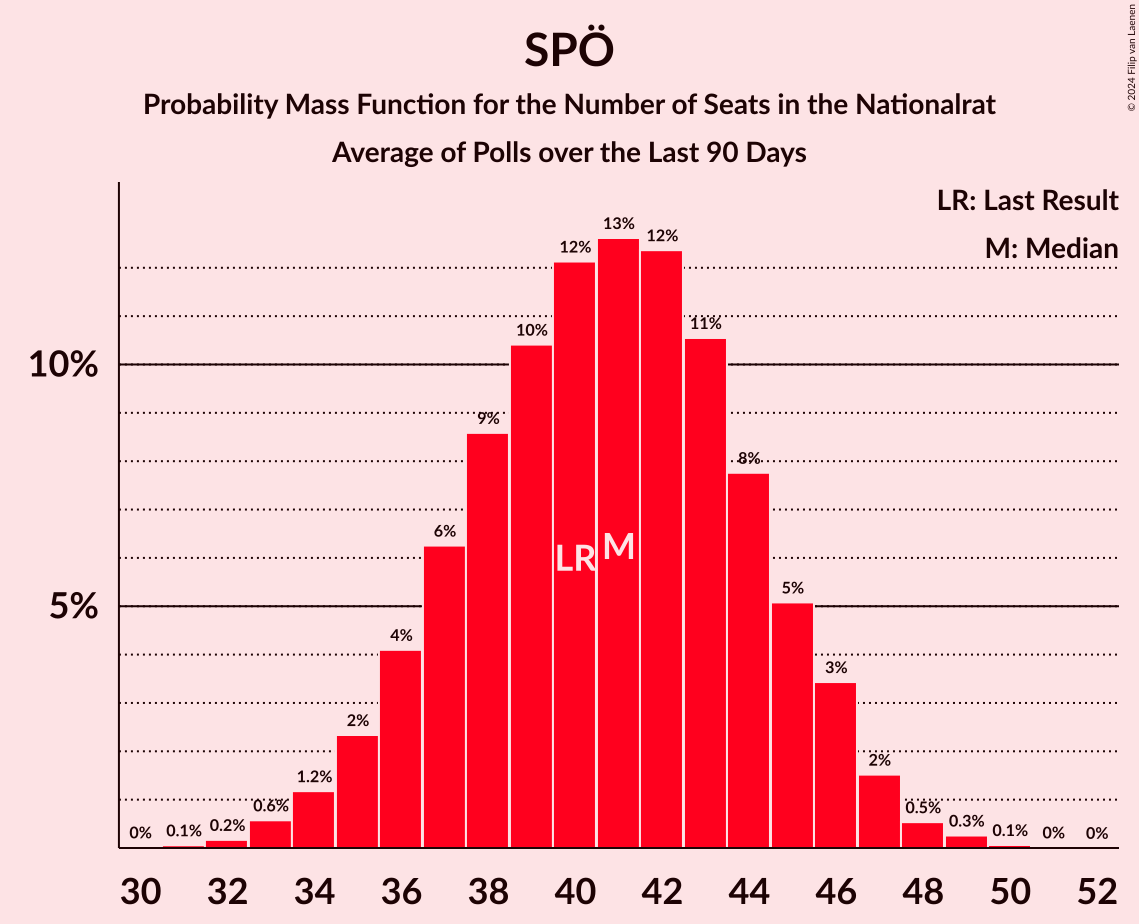 SPÖ
Probability Mass Function for the Number of Seats in the Nationalrat
Average of Polls over the Last 90 Days
© 2024 Filip van Laenen
LR: Last Result
M: Median
10%
5%
0%
0.1%
0.2%
0.6%
1.2%
2%
4%
6%
9%
10%
12%
13%
12%
11%
8%
5%
3%
2%
0.5%
0.3%
0.1%
0%
0%
LR
M
30 32 34 36 38 40 42 44 46 48 50 52